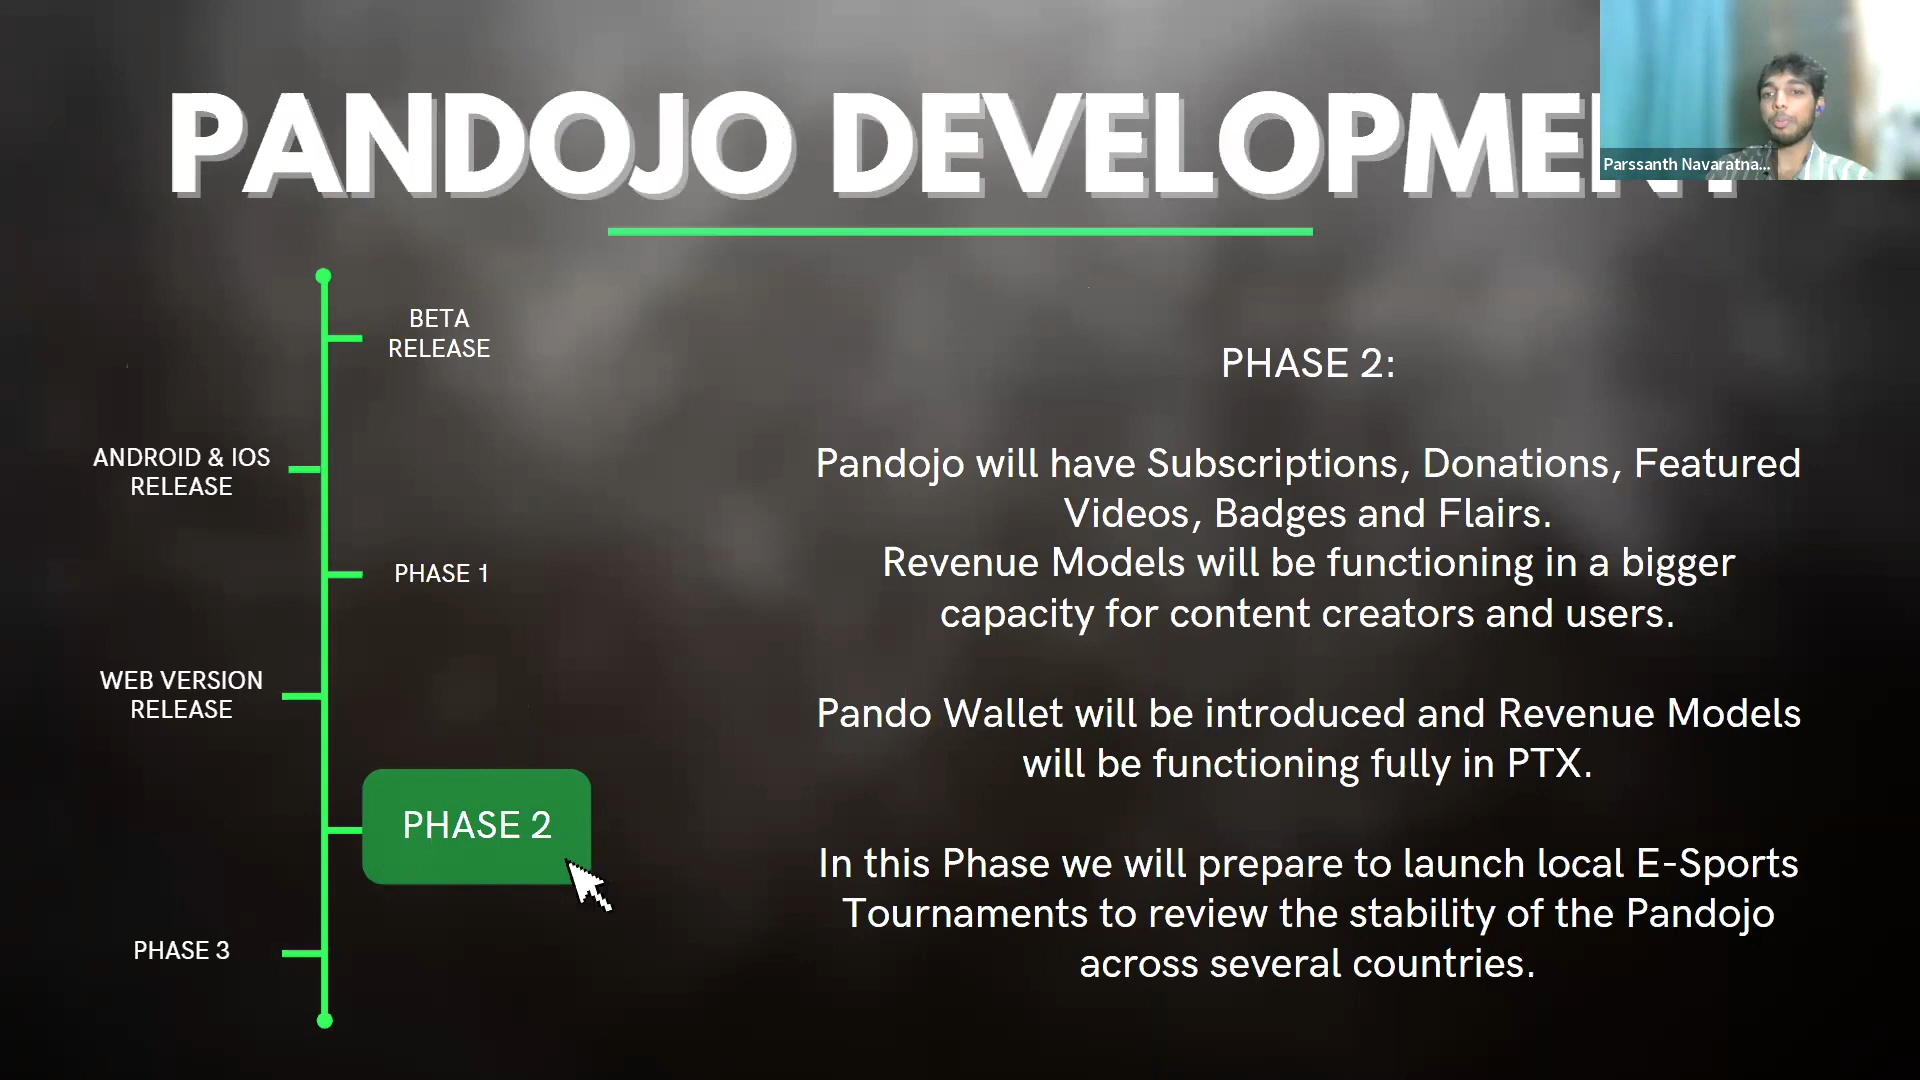 PANDOJO DEVELOPMENT
Parssanth Navaratna...
BETA
RELEASE
ANDROID & IOS
RELEASE
PHASE 1
WEB VERSION
RELEASE
PHASE 2
PHASE 3
PHASE 2:
Pandojo will have Subscriptions, Donations, Featured
Videos, Badges and Flairs.
Revenue Models will be functioning in a bigger
capacity for content creators and users.
Pando Wallet will be introduced and Revenue Models
will be functioning fully in PTX.
In this Phase we will prepare to launch local E-Sports
Tournaments to review the stability of the Pandojo
across several countries.